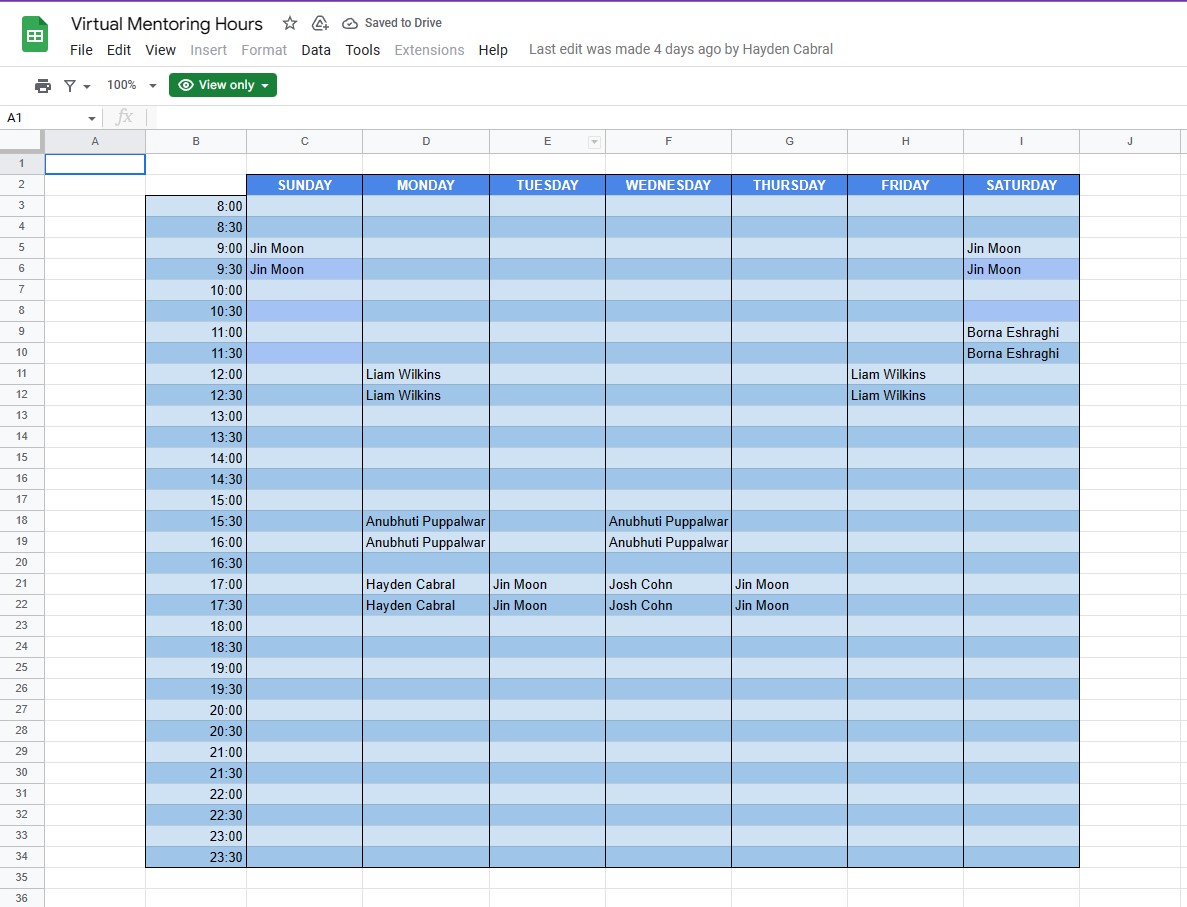 Virtual Mentoring Hours Saved to Drive
File Edit View Insert Format Data Tools Extensions Help Last edit was made 4 days ago by Hayden Cabral
100% View only
A1 fx
A B C D E F G H I J
1
2 SUNDAY MONDAY TUESDAY WEDNESDAY THURSDAY FRIDAY SATURDAY
3 8:00
4 8:30
5 9:00 Jin Moon Jin Moon
6 9:30 Jin Moon Jin Moon
7 10:00
8 10:30
9 11:00 Borna Eshraghi
10 11:30 Borna Eshraghi
11 12:00 Liam Wilkins Liam Wilkins
12 12:30 Liam Wilkins Liam Wilkins
13 13:00
14 13:30
15 14:00
16 14:30
17 15:00
18 15:30 Anubhuti Puppalwar Anubhuti Puppalwar
19 16:00 Anubhuti Puppalwar Anubhuti Puppalwar
20 16:30
21 17:00 Hayden Cabral Jin Moon Josh Cohn Jin Moon
22 17:30 Hayden Cabral Jin Moon Josh Cohn Jin Moon
23 18:00
24 18:30
25 19:00
26 19:30
27 20:00
28 20:30
29 21:00
30 21:30
31 22:00
32 22:30
33 23:00
34 23:30
35
36